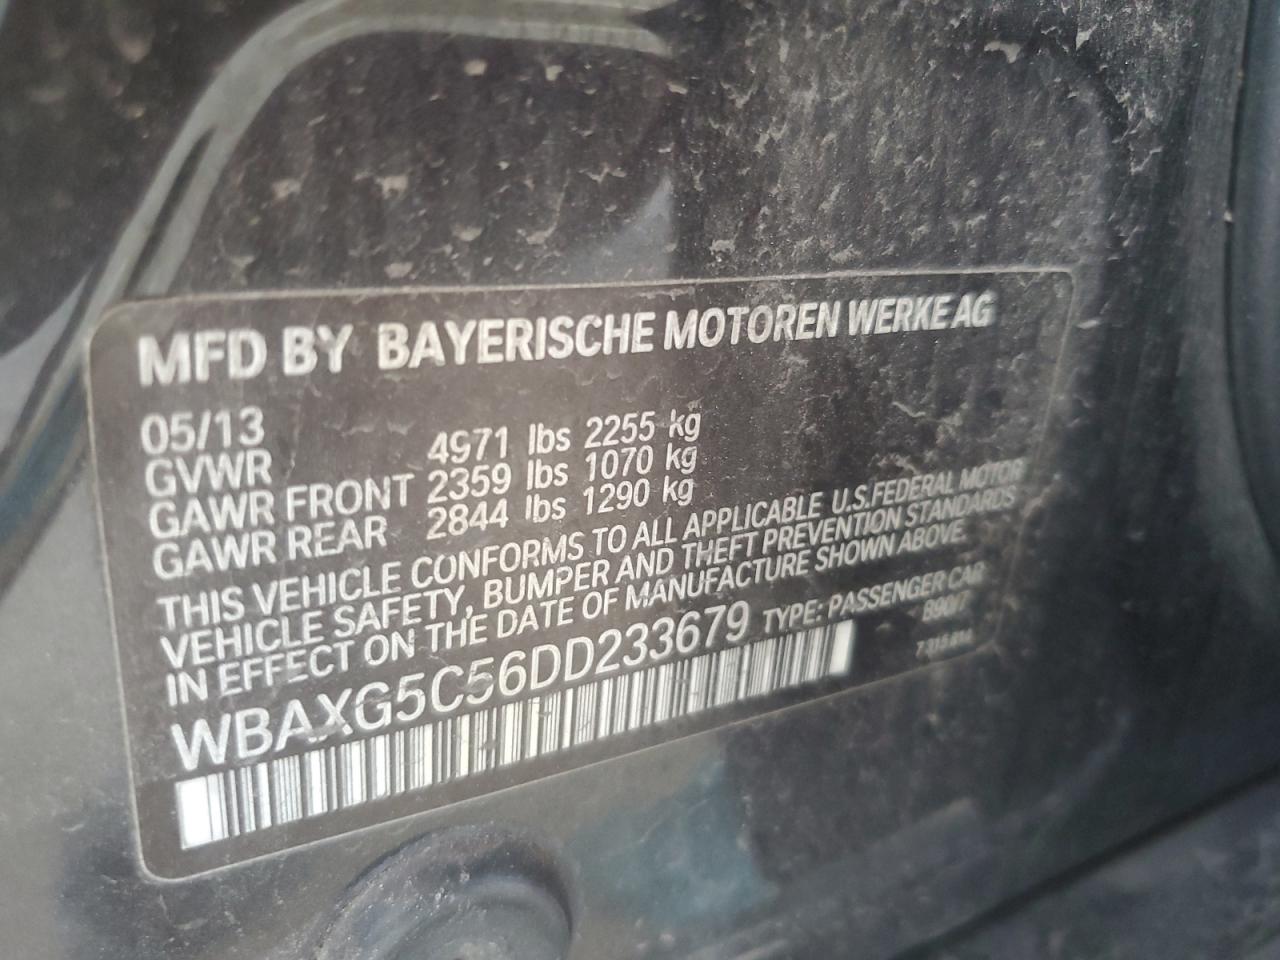 MFD BY BAYERISCHE MOTOREN WERKE AG
05/13
GVWR 4971 lbs 2255 kg
GAWR FRONT 2359 lbs 1070 kg
GAWR REAR 2844 lbs 1290 kg
THIS VEHICLE CONFORMS TO ALL APPLICABLE U.S.FEDERAL MOTOR
VEHICLE SAFETY, BUMPER AND THEFT PREVENTION STANDARDS
IN EFFECT ON THE DATE OF MANUFACTURE SHOWN ABOVE.
WBAXG5C56DD233679 TYPE: PASSENGER CAR
B90/7